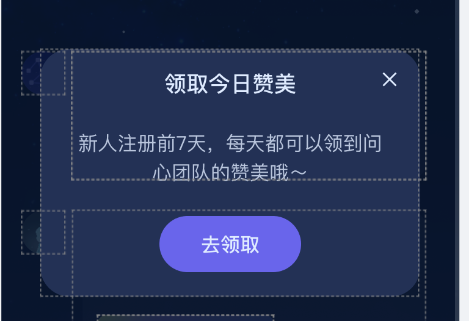 领取今日赞美
新人注册前7天，每天都可以领到问
心团队的赞美哦～
去领取